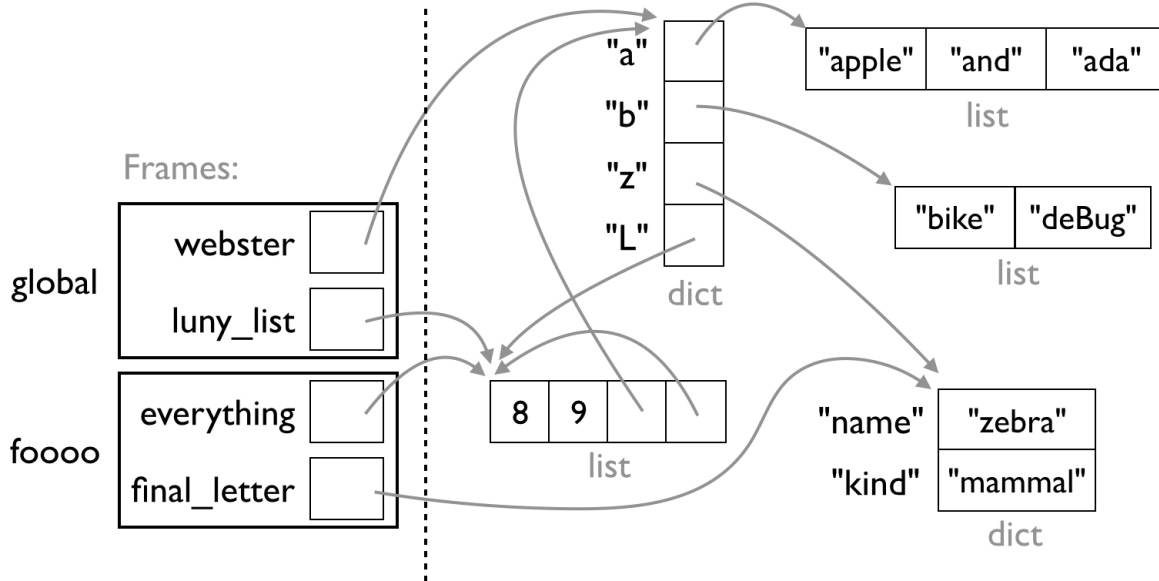 Frames:
global
webster
luny_list
foooo
everything
final_letter
"a"
"b"
"z"
"L"
dict
"apple" "and" "ada"
list
"bike" "deBug"
list
8 9
list
"name" "zebra"
"kind" "mammal"
dict